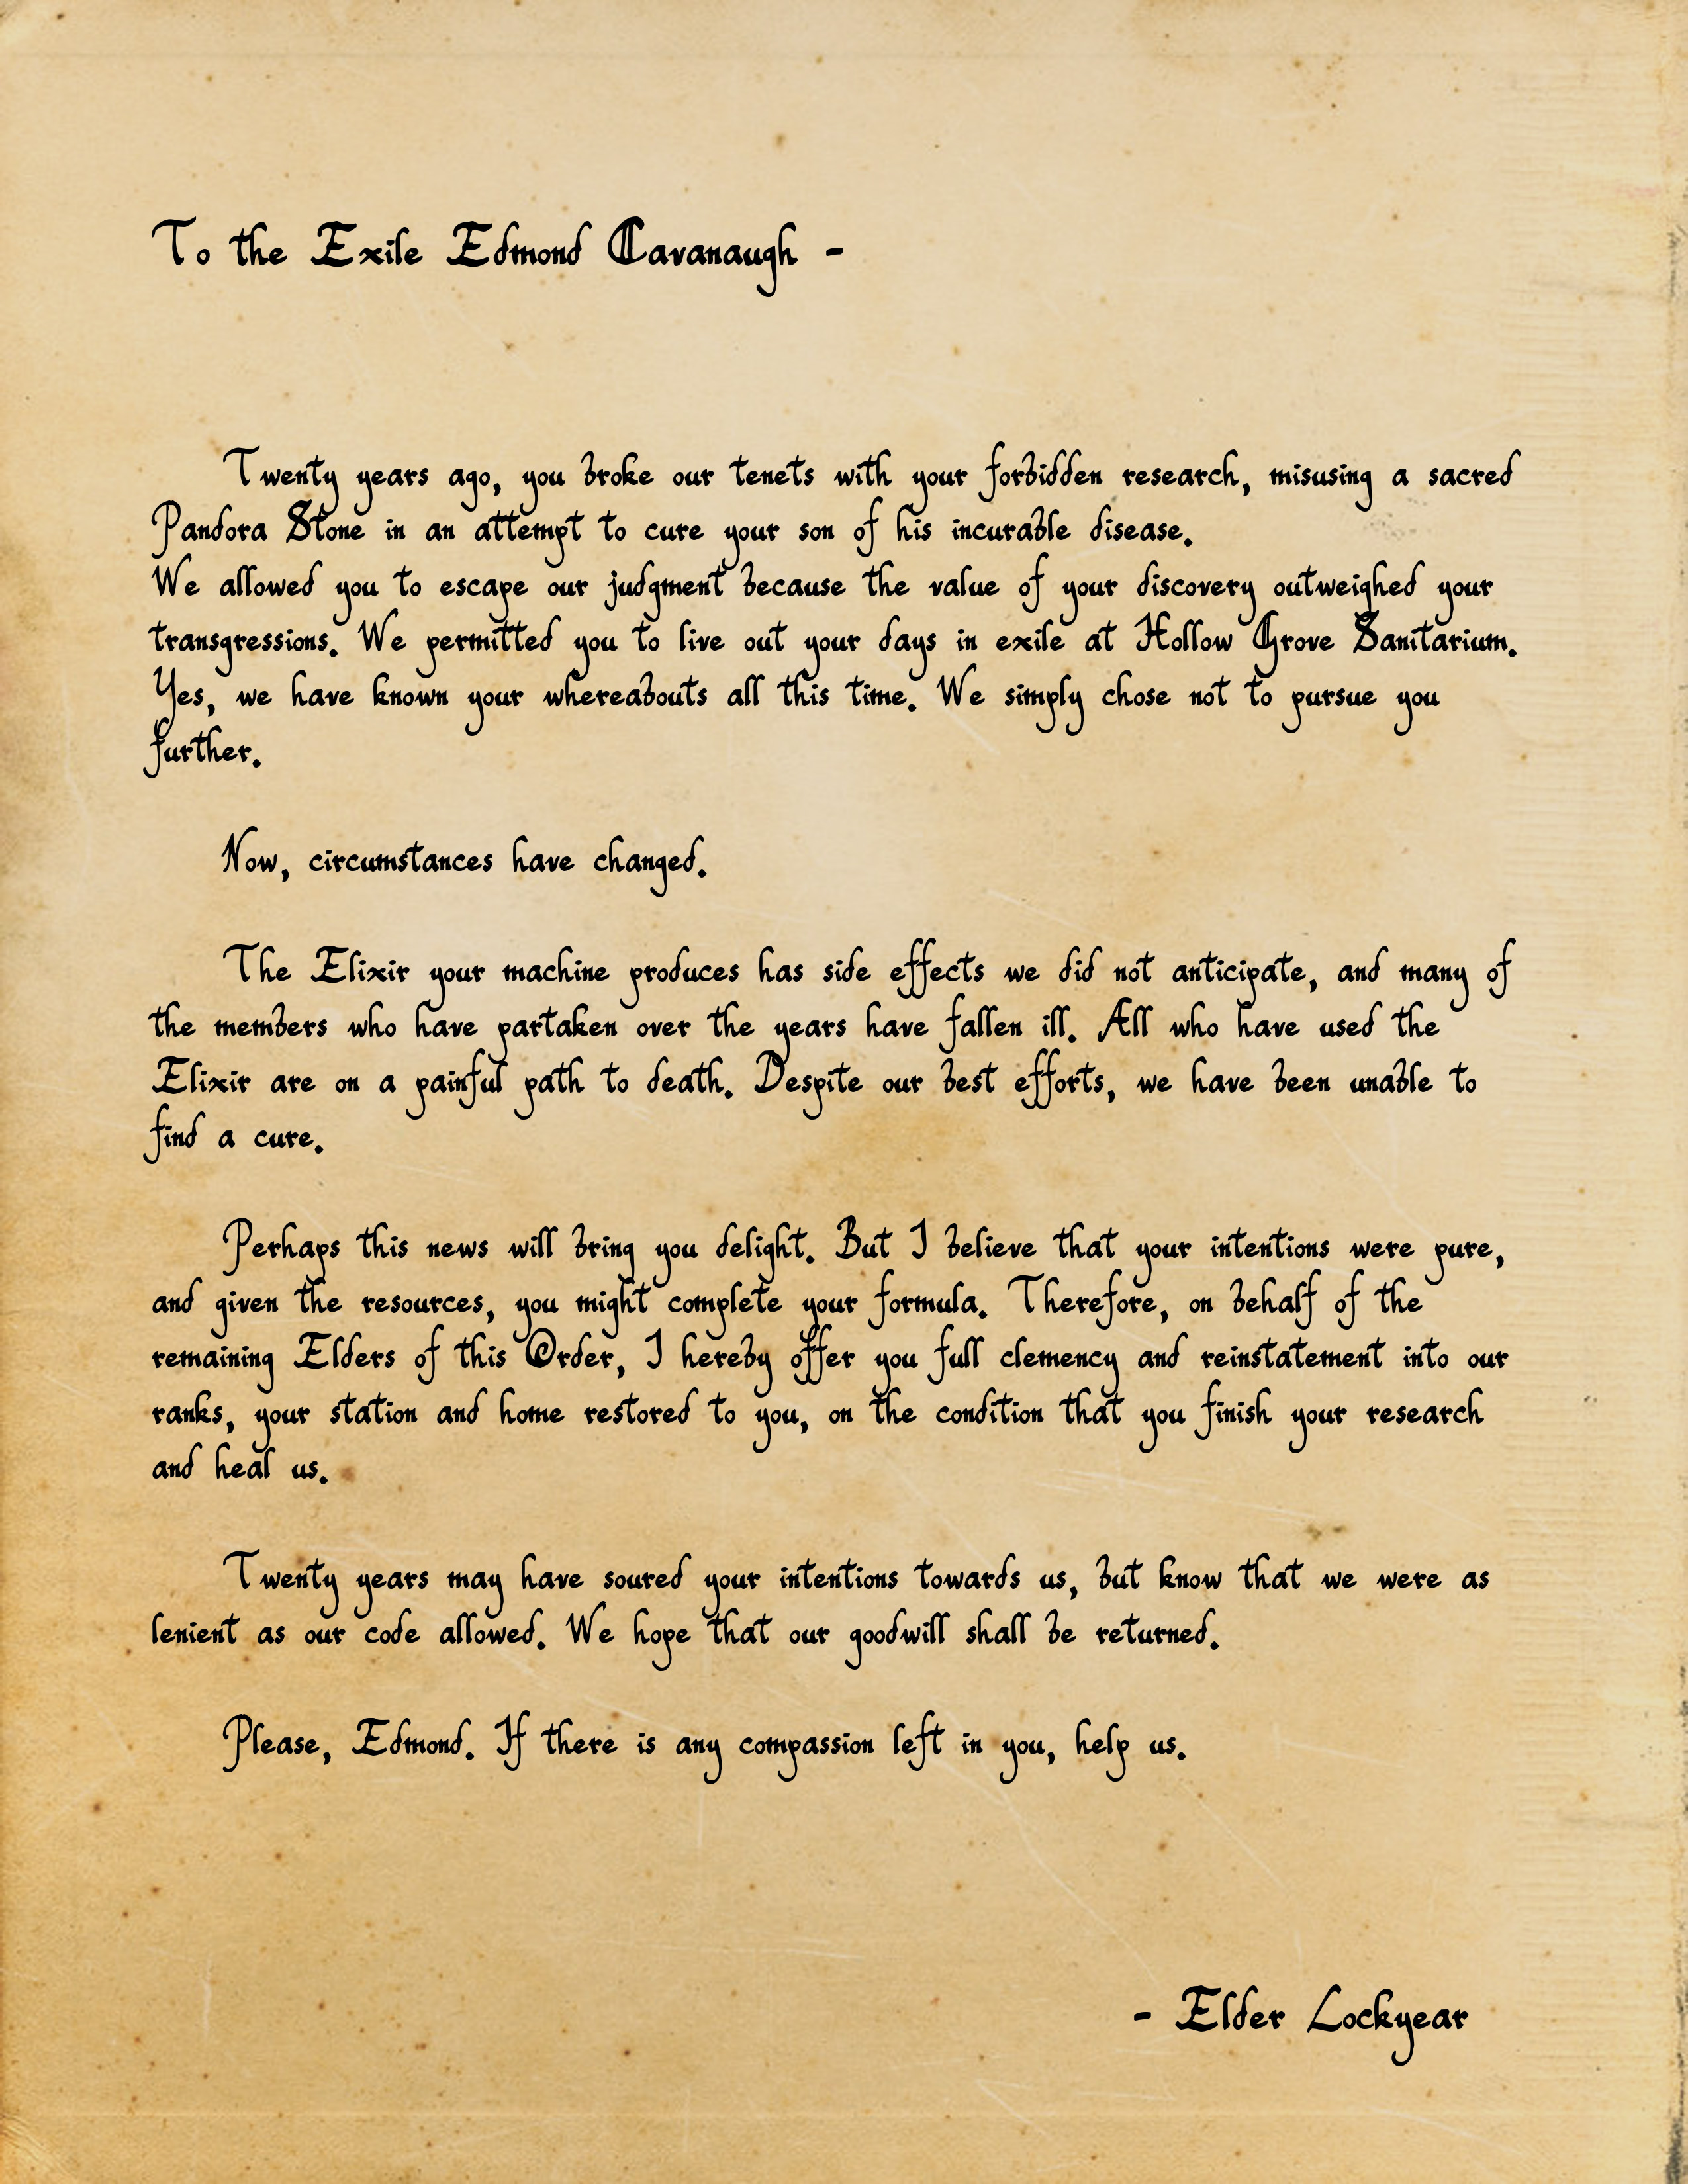 To the Exile Edmond Cavanaugh -
Twenty years ago, you broke our tenets with your forbidden research, misusing a sacred
Pandora Stone in an attempt to cure your son of his incurable disease.
We allowed you to escape our judgment because the value of your discovery outweighed your
transgressions. We permitted you to live out your days in exile at Hollow Grove Sanitarium.
Yes, we have known your whereabouts all this time. We simply chose not to pursue you
further.
Now, circumstances have changed.
The Elixir your machine produces has side effects we did not anticipate, and many of
the members who have partaken over the years have fallen ill. All who have used the
Elixir are on a painful path to death. Despite our best efforts, we have been unable to
find a cure.
Perhaps this news will bring you delight. But I believe that your intentions were pure,
and given the resources, you might complete your formula. Therefore, on behalf of the
remaining Elders of this Order, I hereby offer you full clemency and reinstatement into our
ranks, your station and home restored to you, on the condition that you finish your research
and heal us.
Twenty years may have soured your intentions towards us, but know that we were as
lenient as our code allowed. We hope that our goodwill shall be returned.
Please, Edmond. If there is any compassion left in you, help us.
- Elder Lockyear